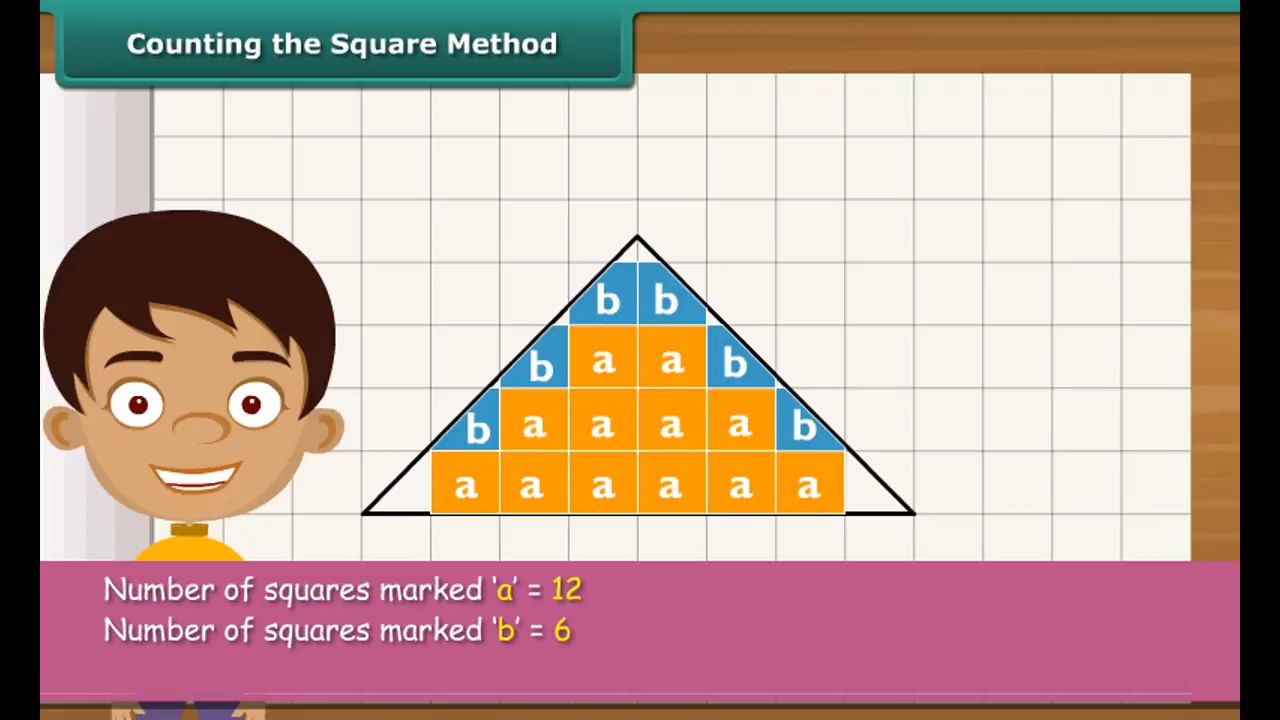 Counting the Square Method
b b
b a a b
b a a a a b
a a a a a a
Number of squares marked 'a' = 12
Number of squares marked 'b' = 6